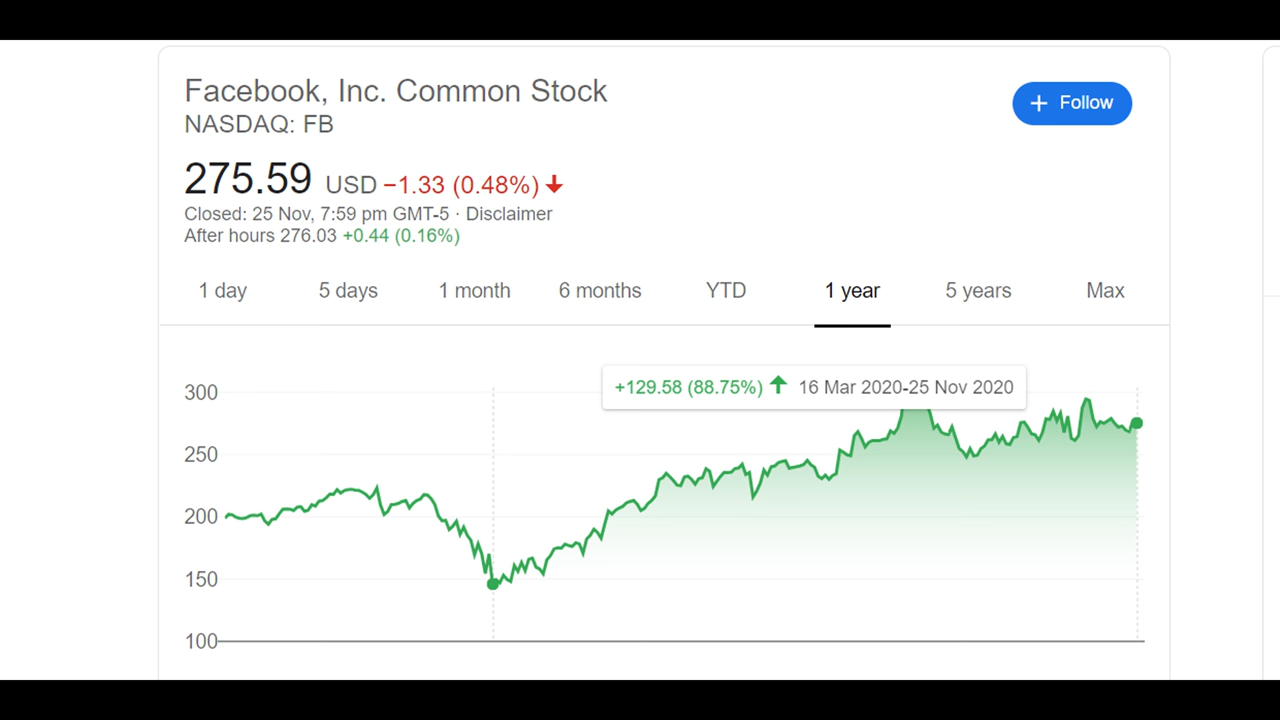 Facebook, Inc. Common Stock
NASDAQ: FB
+ Follow
275.59 USD −1.33 (0.48%)
Closed: 25 Nov, 7:59 pm GMT-5 · Disclaimer
After hours 276.03 +0.44 (0.16%)
1 day 5 days 1 month 6 months YTD 1 year 5 years Max
+129.58 (88.75%) 16 Mar 2020-25 Nov 2020
300
250
200
150
100